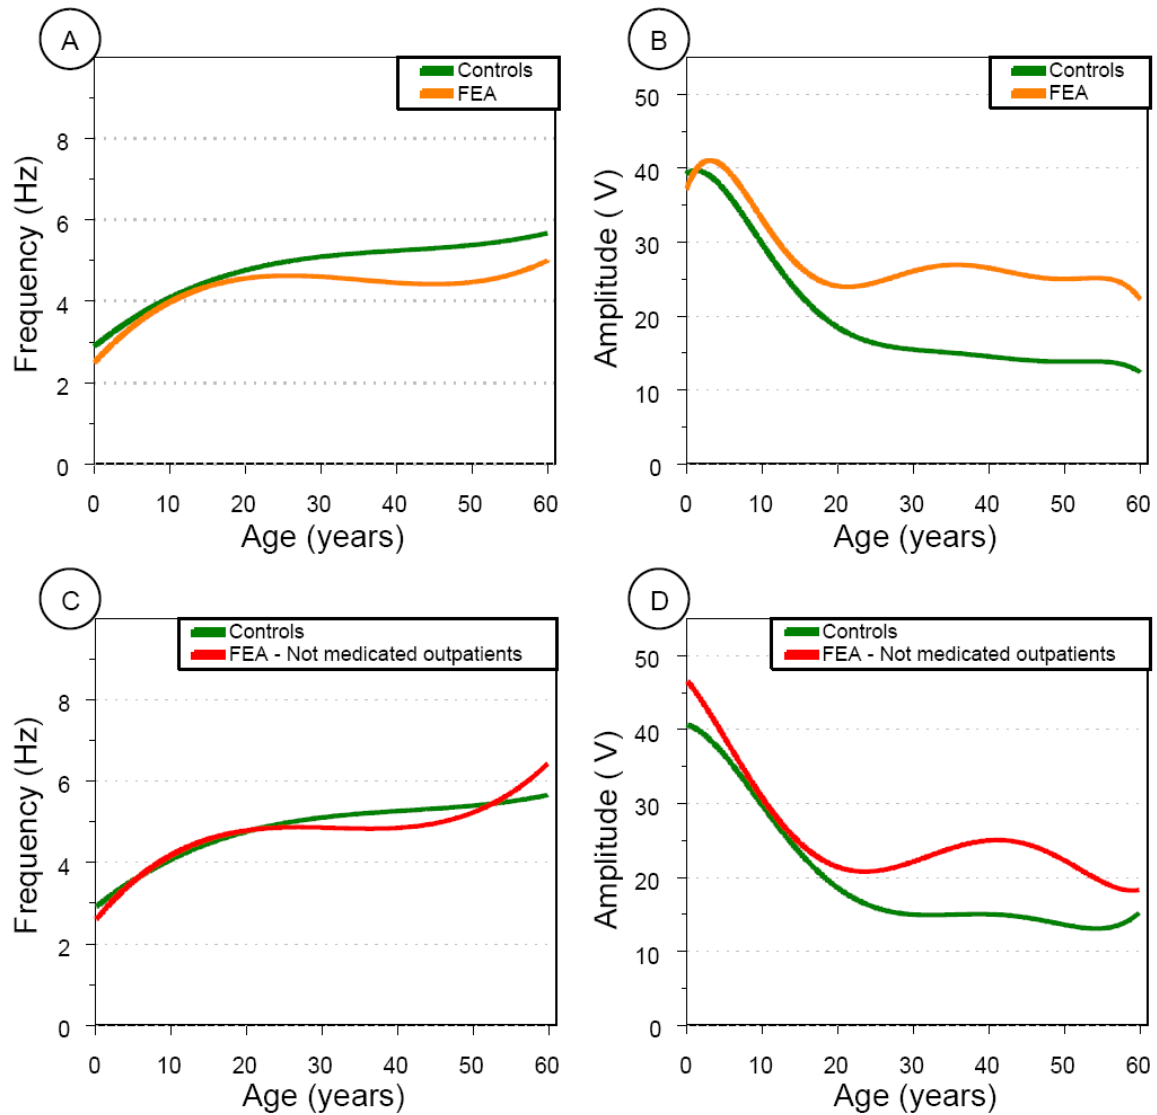 A
Controls
FEA
Frequency (Hz)
8
6
4
2
0
0 10 20 30 40 50 60
Age (years)
B
Controls
FEA
Amplitude ( V)
50
40
30
20
10
0
0 10 20 30 40 50 60
Age (years)
C
Controls
FEA - Not medicated outpatients
Frequency (Hz)
8
6
4
2
0
0 10 20 30 40 50 60
Age (years)
D
Controls
FEA - Not medicated outpatients
Amplitude ( V)
50
40
30
20
10
0
0 10 20 30 40 50 60
Age (years)